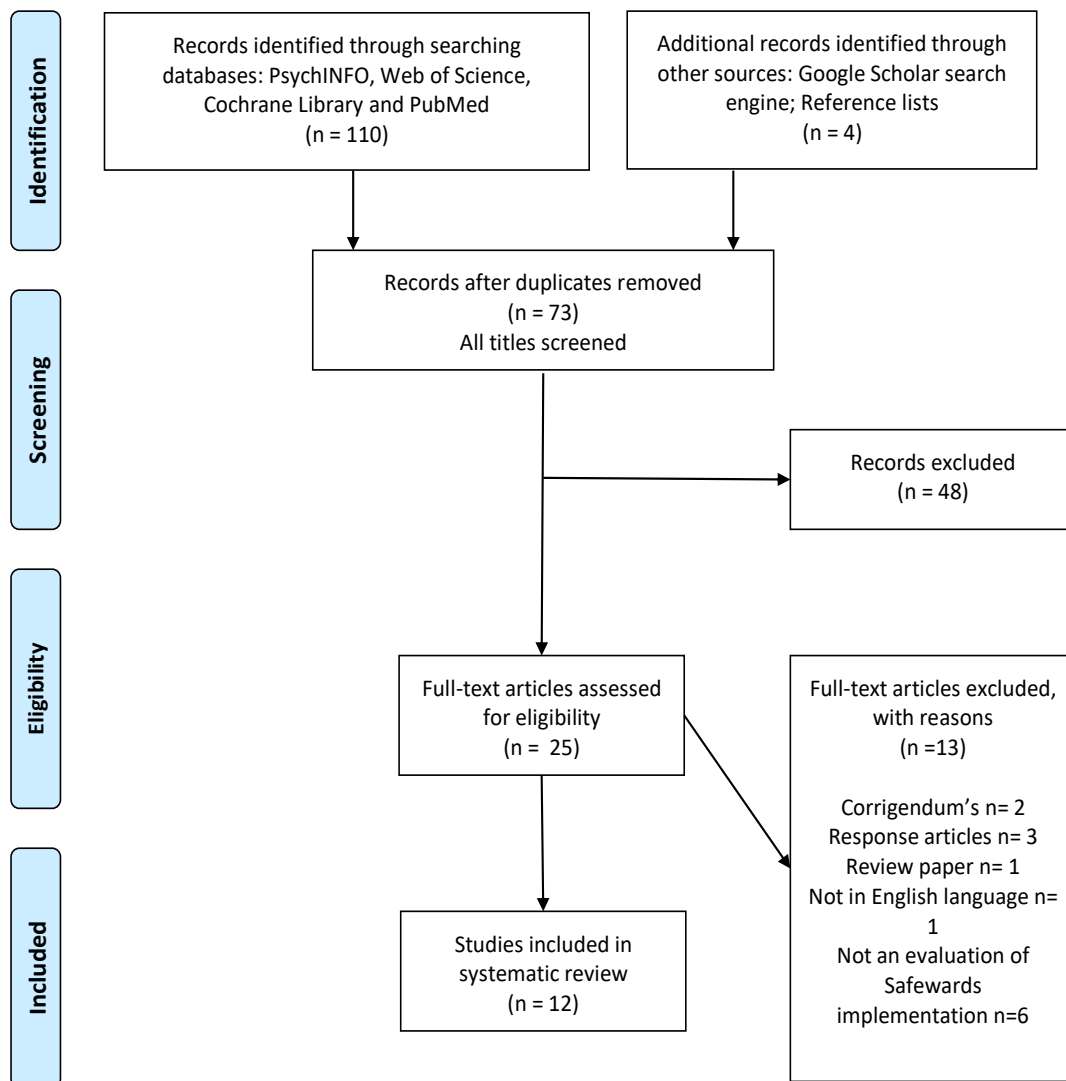 Identification
Records identified through searching
databases: PsychINFO, Web of Science,
Cochrane Library and PubMed
(n = 110)
Additional records identified through
other sources: Google Scholar search
engine; Reference lists
(n = 4)
Screening
Records after duplicates removed
(n = 73)
All titles screened
Records excluded
(n = 48)
Eligibility
Full-text articles assessed
for eligibility
(n = 25)
Full-text articles excluded,
with reasons
(n =13)
Corrigendum’s n= 2
Response articles n= 3
Review paper n= 1
Not in English language n=
1
Not an evaluation of
Safewards
implementation n=6
Included
Studies included in
systematic review
(n = 12)